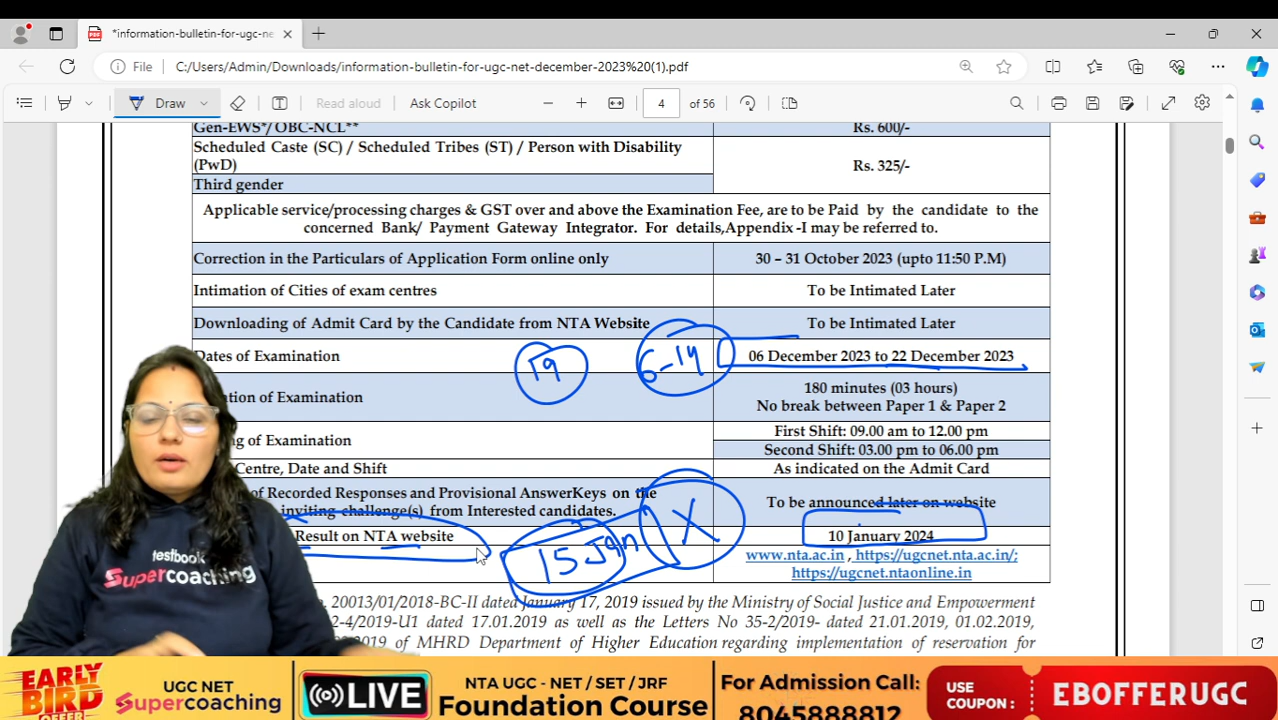 *information-bulletin-for-ugc-ne
File C:/Users/Admin/Downloads/information-bulletin-for-ugc-net-december-2023%20(1).pdf
Draw Read aloud Ask Copilot 4 of 56
Gen-EWS*/ OBC-NCL** Rs. 600/-
Scheduled Caste (SC) / Scheduled Tribes (ST) / Person with Disability
(PwD) Rs. 325/-
Third gender
Applicable service/processing charges & GST over and above the Examination Fee, are to be Paid by the candidate to the
concerned Bank/ Payment Gateway Integrator. For details,Appendix -I may be referred to.
Correction in the Particulars of Application Form online only 30 – 31 October 2023 (upto 11:50 P.M)
Intimation of Cities of exam centres To be Intimated Later
Downloading of Admit Card by the Candidate from NTA Website To be Intimated Later
Dates of Examination 19 6-14 06 December 2023 to 22 December 2023
ation of Examination 180 minutes (03 hours)
No break between Paper 1 & Paper 2
g of Examination First Shift: 09.00 am to 12.00 pm
Second Shift: 03.00 pm to 06.00 pm
Centre, Date and Shift As indicated on the Admit Card
of Recorded Responses and Provisional AnswerKeys on the To be announced later on website
inviting challenge(s) from Interested candidates.
Result on NTA website 15 Jan X 10 January 2024
www.nta.ac.in , https://ugcnet.nta.ac.in/;
https://ugcnet.ntaonline.in
20013/01/2018-BC-II dated January 17, 2019 issued by the Ministry of Social Justice and Empowerment
2-4/2019-U1 dated 17.01.2019 as well as the Letters No 35-2/2019- dated 21.01.2019, 01.02.2019,
2019 of MHRD Department of Higher Education regarding implementation of reservation for
testbook
Supercoaching
EARLY
BIRD
OFFER
UGC NET
Supercoaching
LIVE
NTA UGC - NET / SET / JRF
Foundation Course
For Admission Call:
8045888812
USE
COUPON :
EBOFFERUGC